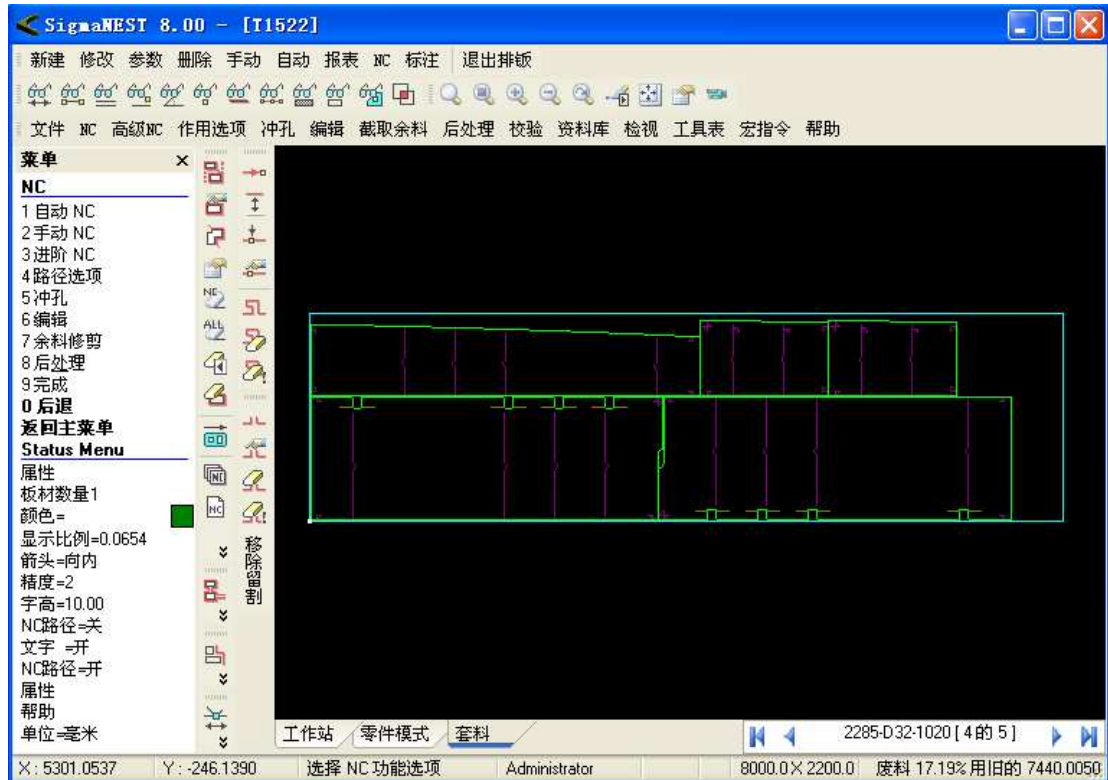 SigmaNEST 8.00 - [T1522]
新建 修改 参数 册除 手动 自动 报表 NC 标注 退出排钣
文件 NC 高级NC 作用选项 冲孔 编辑 截取余料 后处理 校验 资料库 检视 工具表 宏指令 帮助
菜单 ×
NC
1 自动 NC
2手动 NC
3进阶 NC
4路径选项
5冲孔
6编辑
7余料修剪
8后处理
9完成
0 后退
返回主菜单
Status Menu
属性
板材数量1
颜色=
显示比例=0.0654
箭头=向内
精度=2
字高=10.00
NC路径=关
文字 =开
NC路径=开
属性
帮助
单位=毫米
NC
ALL
NC
NC
移除留割
工作站 零件模式 套料
2285-D32-1020 [ 4的 5 ]
X : 5301.0537 Y : -246.1390 选择 NC 功能选项 Administrator 8000.0 X 2200.0 废料 17.19% 用旧的 7440.0050